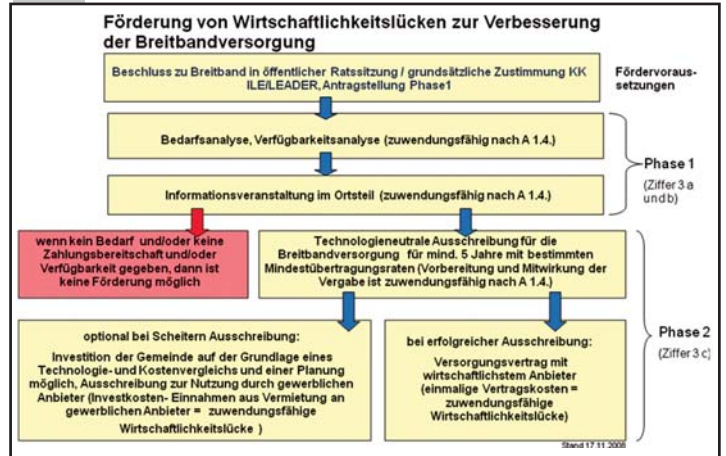 Förderung von Wirtschaftlichkeitslücken zur Verbesserung
der Breitbandversorgung
Beschluss zu Breitband in öffentlicher Ratssitzung / grundsätzliche Zustimmung KK
ILE/LEADER, Antragstellung Phase1
Fördervoraus-
setzungen
Bedarfsanalyse, Verfügbarkeitsanalyse (zuwendungsfähig nach A 1.4.)
Informationsveranstaltung im Ortsteil (zuwendungsfähig nach A 1.4.)
Phase 1
(Ziffer 3 a
und b)
wenn kein Bedarf und/oder keine
Zahlungsbereitschaft und/oder
Verfügbarkeit gegeben, dann ist
keine Förderung möglich
Technologieneutrale Ausschreibung für die
Breitbandversorgung für mind. 5 Jahre mit bestimmten
Mindestübertragungsraten (Vorbereitung und Mitwirkung der
Vergabe ist zuwendungsfähig nach A 1.4.)
optional bei Scheitern Ausschreibung:
Investition der Gemeinde auf der Grundlage eines
Technologie- und Kostenvergleichs und einer Planung
möglich, Ausschreibung zur Nutzung durch gewerblichen
Anbieter (Investkosten- Einnahmen aus Vermietung an
gewerblichen Anbieter = zuwendungsfähige
Wirtschaftlichkeitslücke )
bei erfolgreicher Ausschreibung:
Versorgungsvertrag mit
wirtschaftlichstem Anbieter
(einmalige Vertragskosten =
zuwendungsfähige
Wirtschaftlichkeitslücke)
Phase 2
(Ziffer 3 c)
Stand 17.11.2008